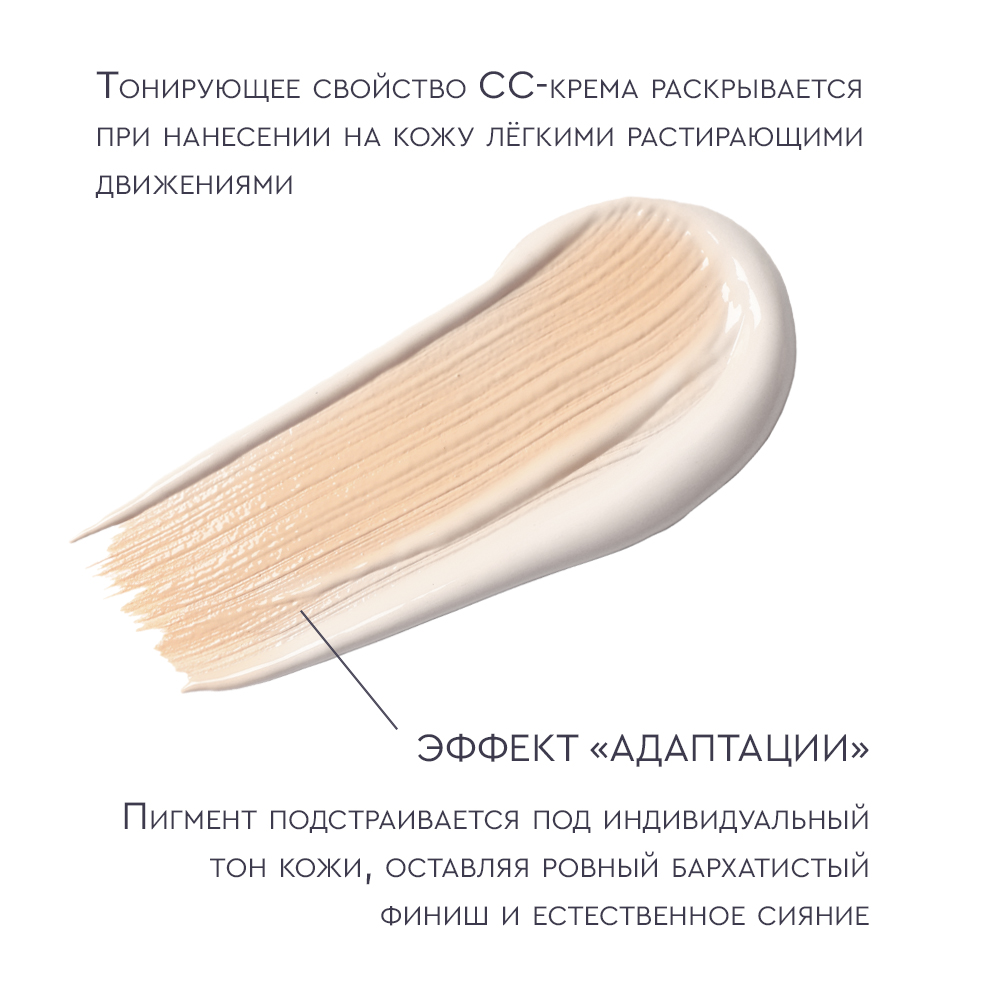 Тонирующее свойство СС-крема раскрывается
при нанесении на кожу лёгкими растирающими
движениями
ЭФФЕКТ «АДАПТАЦИИ»
Пигмент подстраивается под индивидуальный
тон кожи, оставляя ровный бархатистый
финиш и естественное сияние